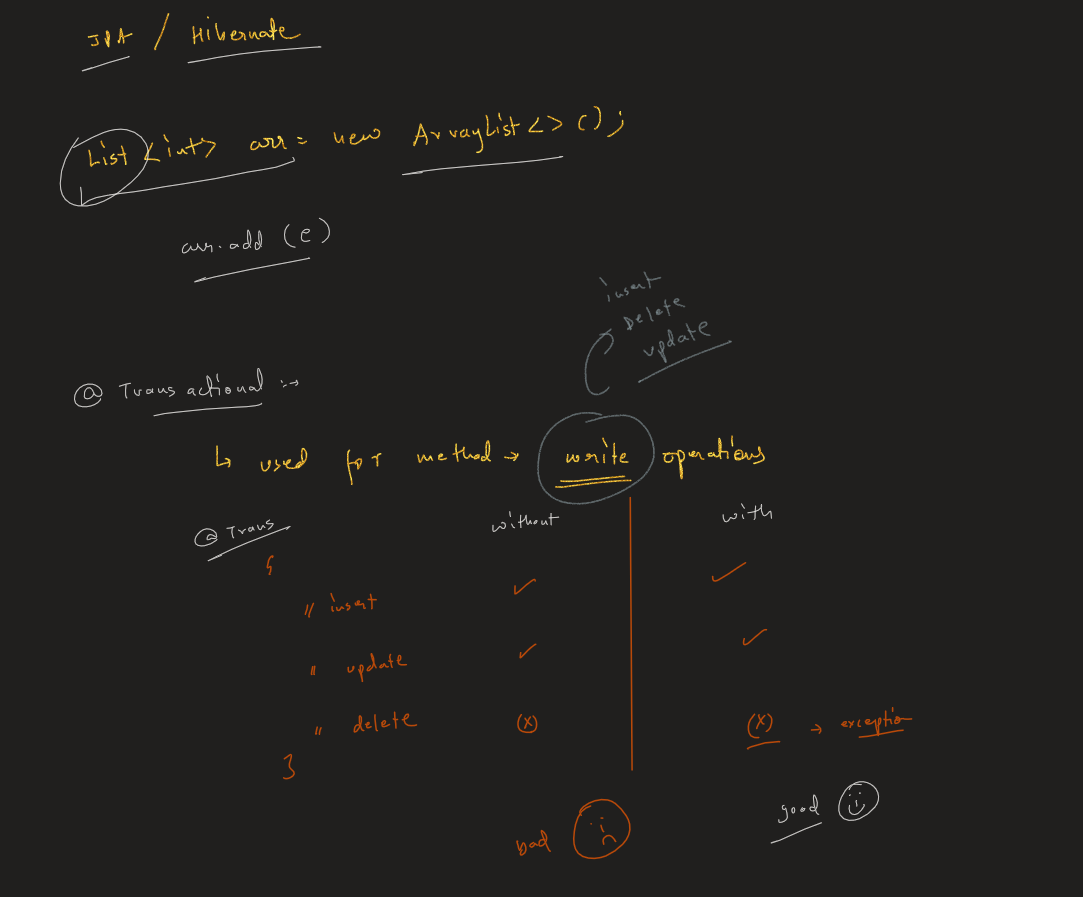 JPA / Hibernate
List <int> arr = new ArrayList<> ();
arr.add (e)
insert
Delete
update
@ Transactional :→
↳ used for method → write operations
@ Trans without with
{
// insert ✓ ✓
" update ✓ ✓
" delete (x) (x) → exception
}
bad good